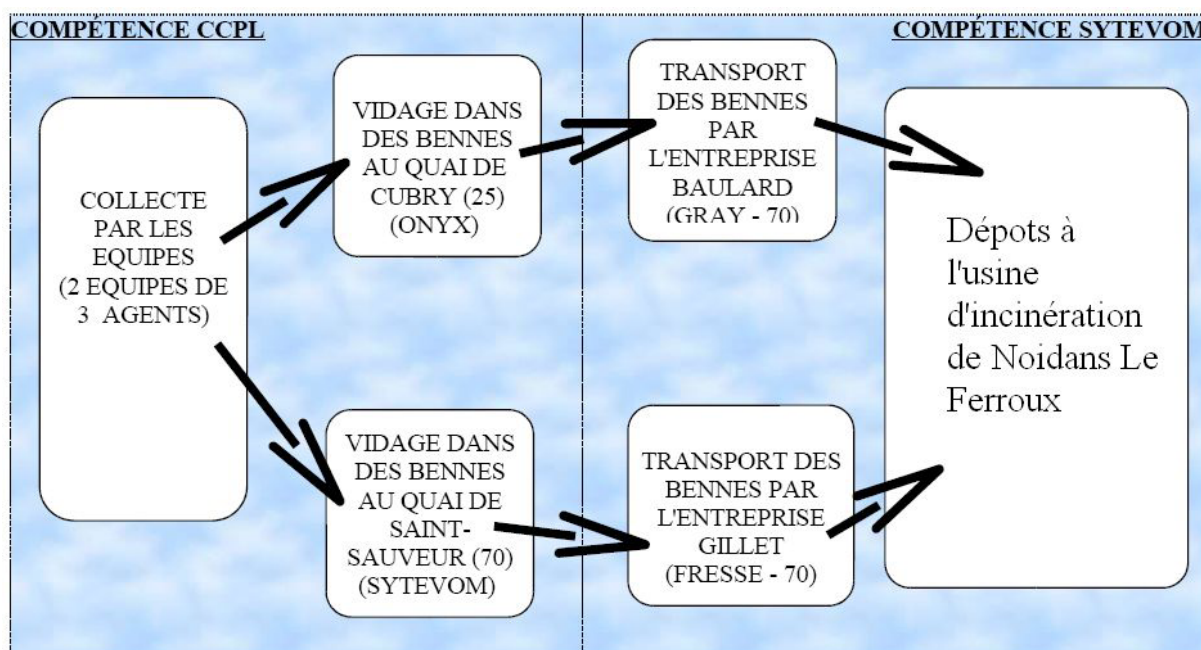 COMPÉTENCE CCPL
COMPÉTENCE SYTEVOM
COLLECTE
PAR LES
EQUIPES
(2 EQUIPES DE
3 AGENTS)
VIDAGE DANS
DES BENNES
AU QUAI DE
CUBRY (25)
(ONYX)
TRANSPORT
DES BENNES
PAR
L'ENTREPRISE
BAULARD
(GRAY - 70)
VIDAGE DANS
DES BENNES
AU QUAI DE
SAINT-
SAUVEUR (70)
(SYTEVOM)
TRANSPORT DES
BENNES PAR
L'ENTREPRISE
GILLET
(FRESSE - 70)
Dépots à
l'usine
d'incinération
de Noidans Le
Ferroux